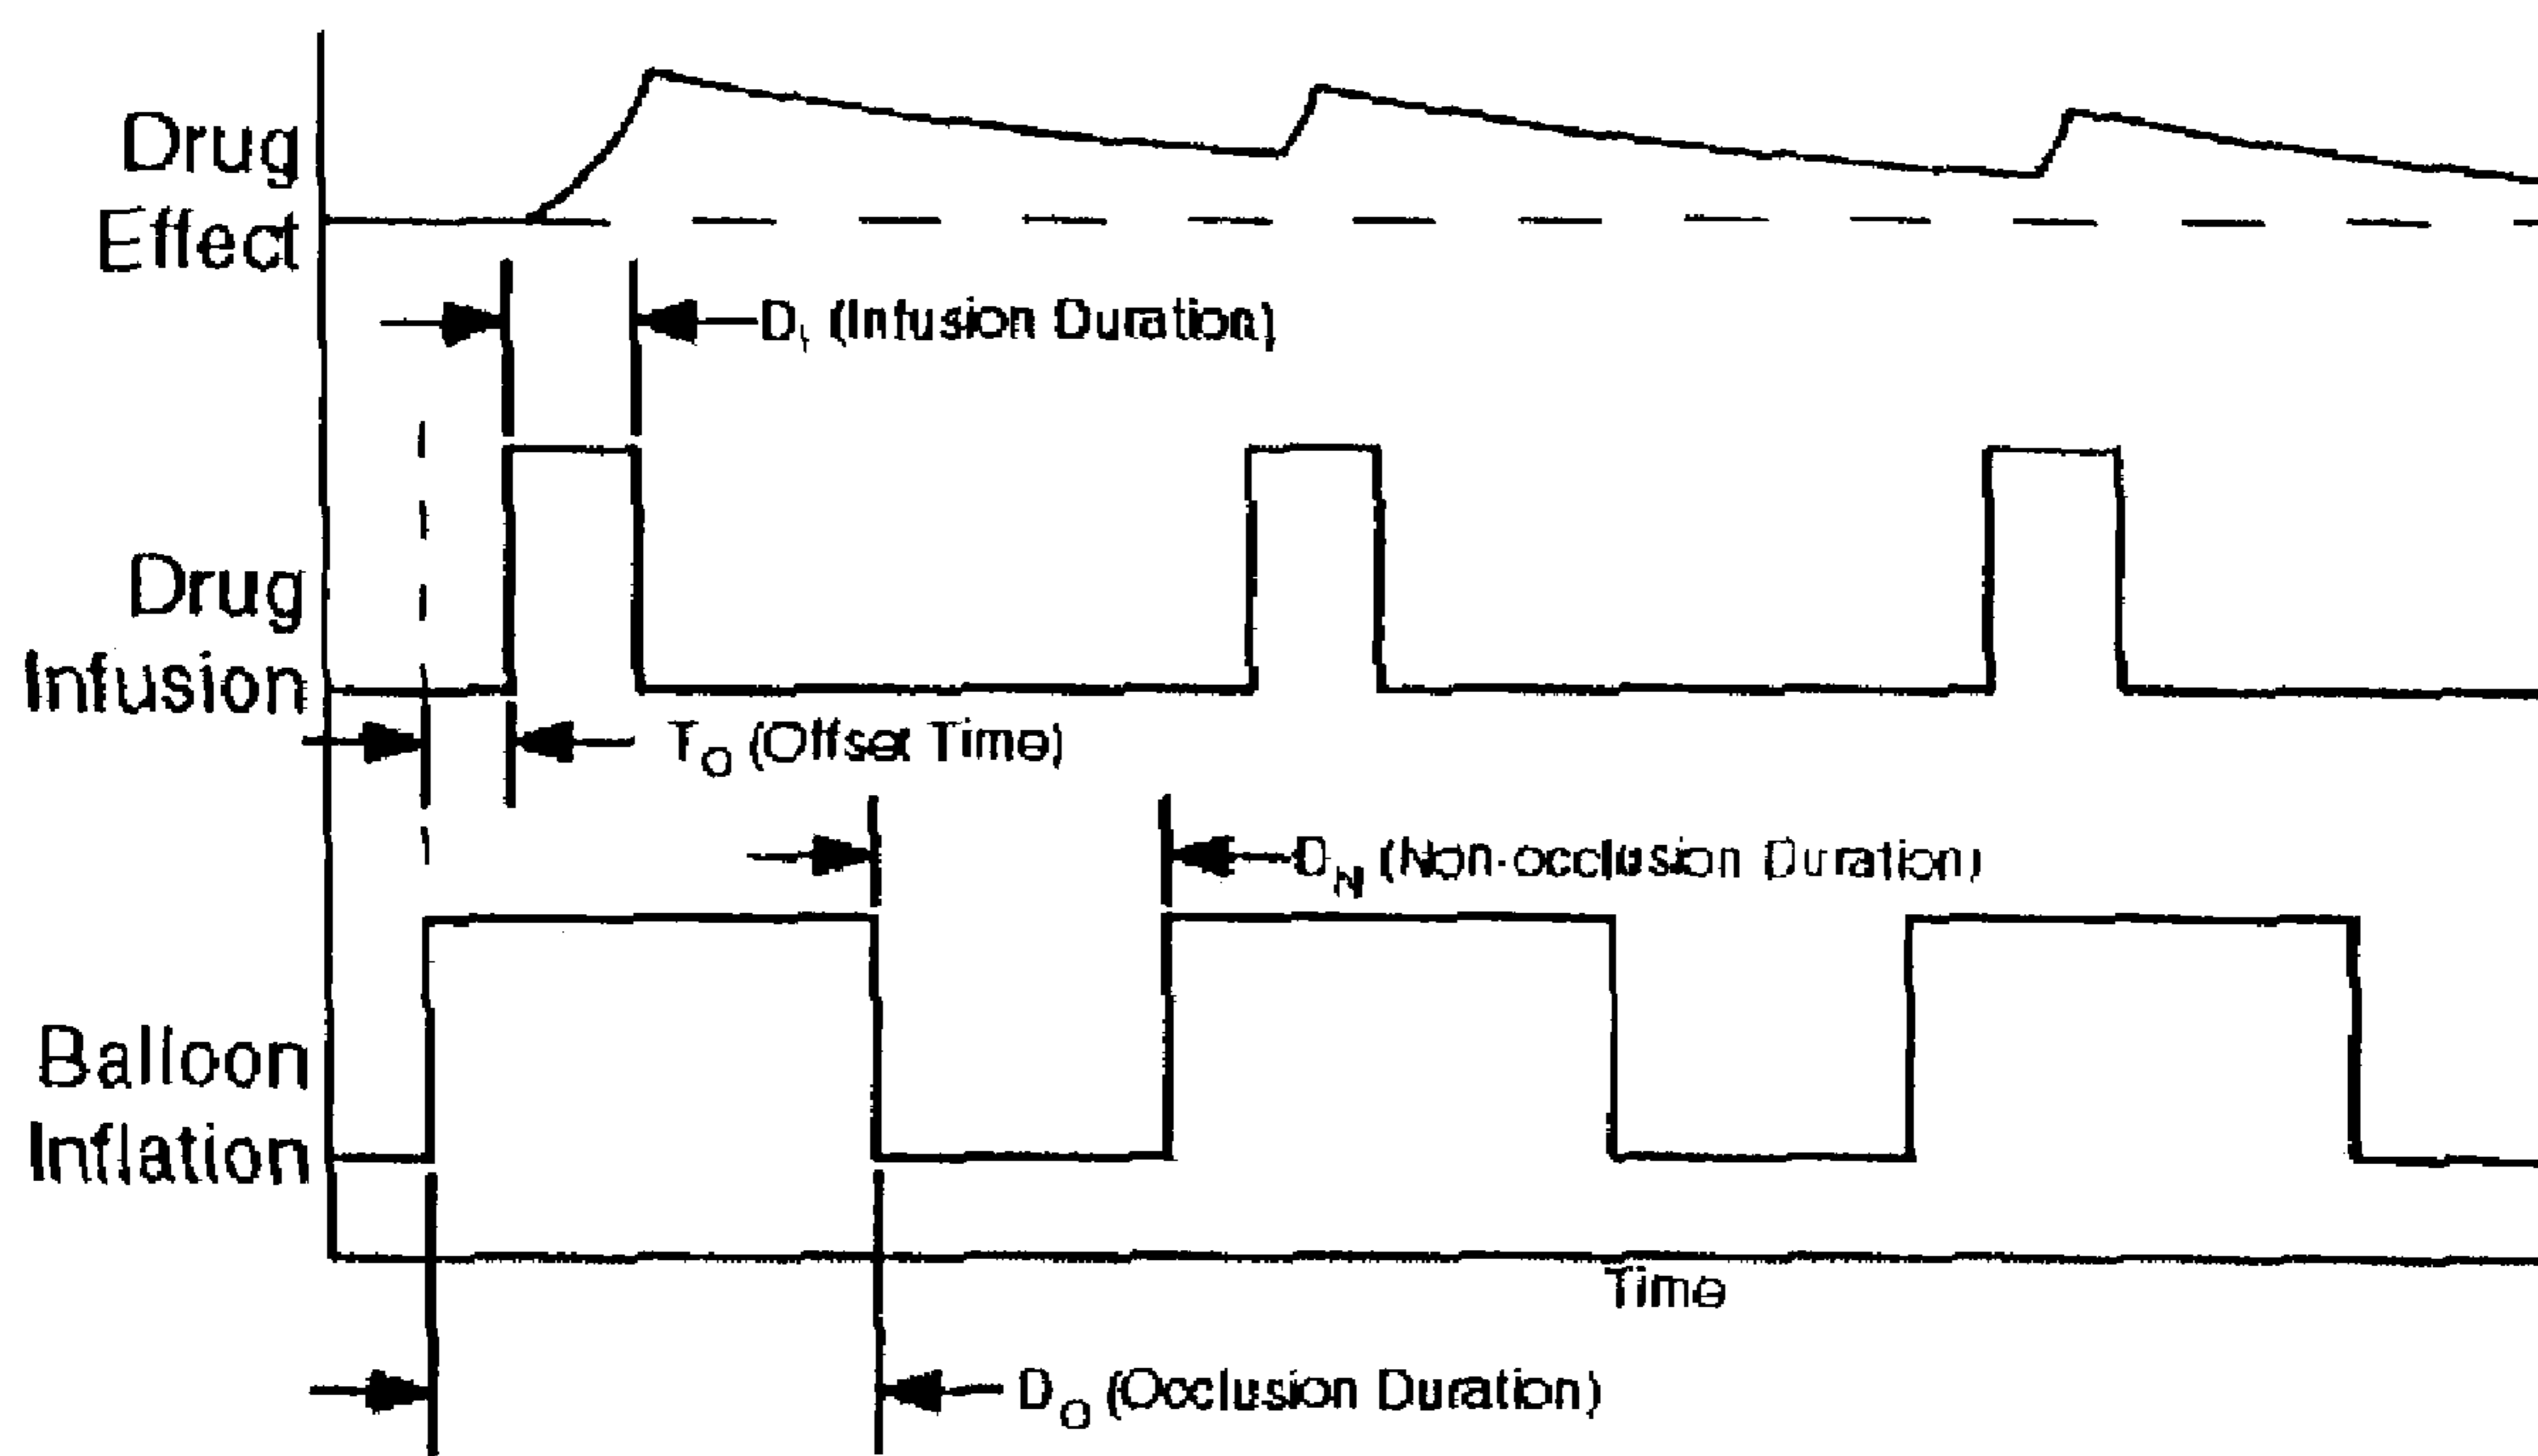 Drug
Effect
D_I (Infusion Duration)
Drug
Infusion
T_O (Offset Time)
D_N (Non-occlusion Duration)
Balloon
Inflation
Time
D_O (Occlusion Duration)